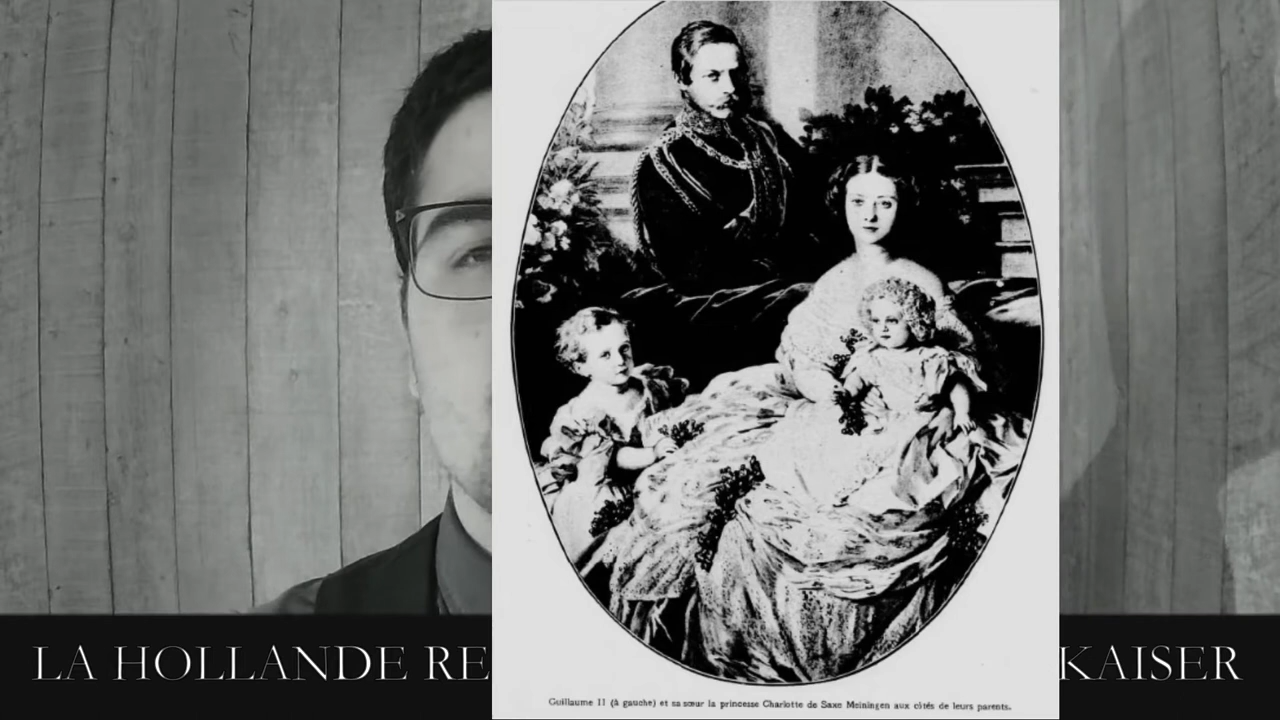 LA HOLLANDE RE KAISER
Guillaume II (à gauche) et sa sœur la princesse Charlotte de Saxe Meiningen aux côtés de leurs parents.